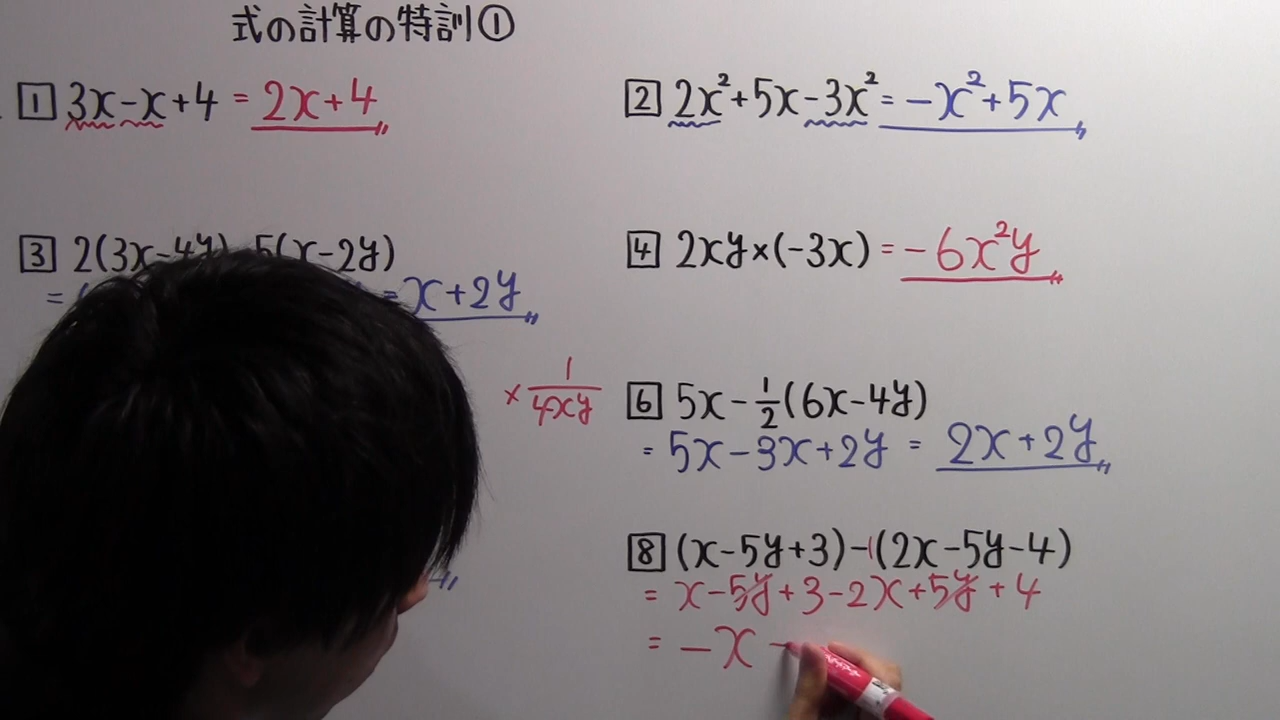 式の計算の特訓①
1 3x-x+4 = 2x+4
2 2x²+5x-3x² = -x²+5x
3 2(3x-4y) 5(x-2y)
= ( = x+2y
4 2xy×(-3x) = -6x²y
× 1/4xy
6 5x-1/2(6x-4y)
= 5x-3x+2y = 2x+2y
8 (x-5y+3)-1(2x-5y-4)
= x-5y+3-2x+5y+4
= -x